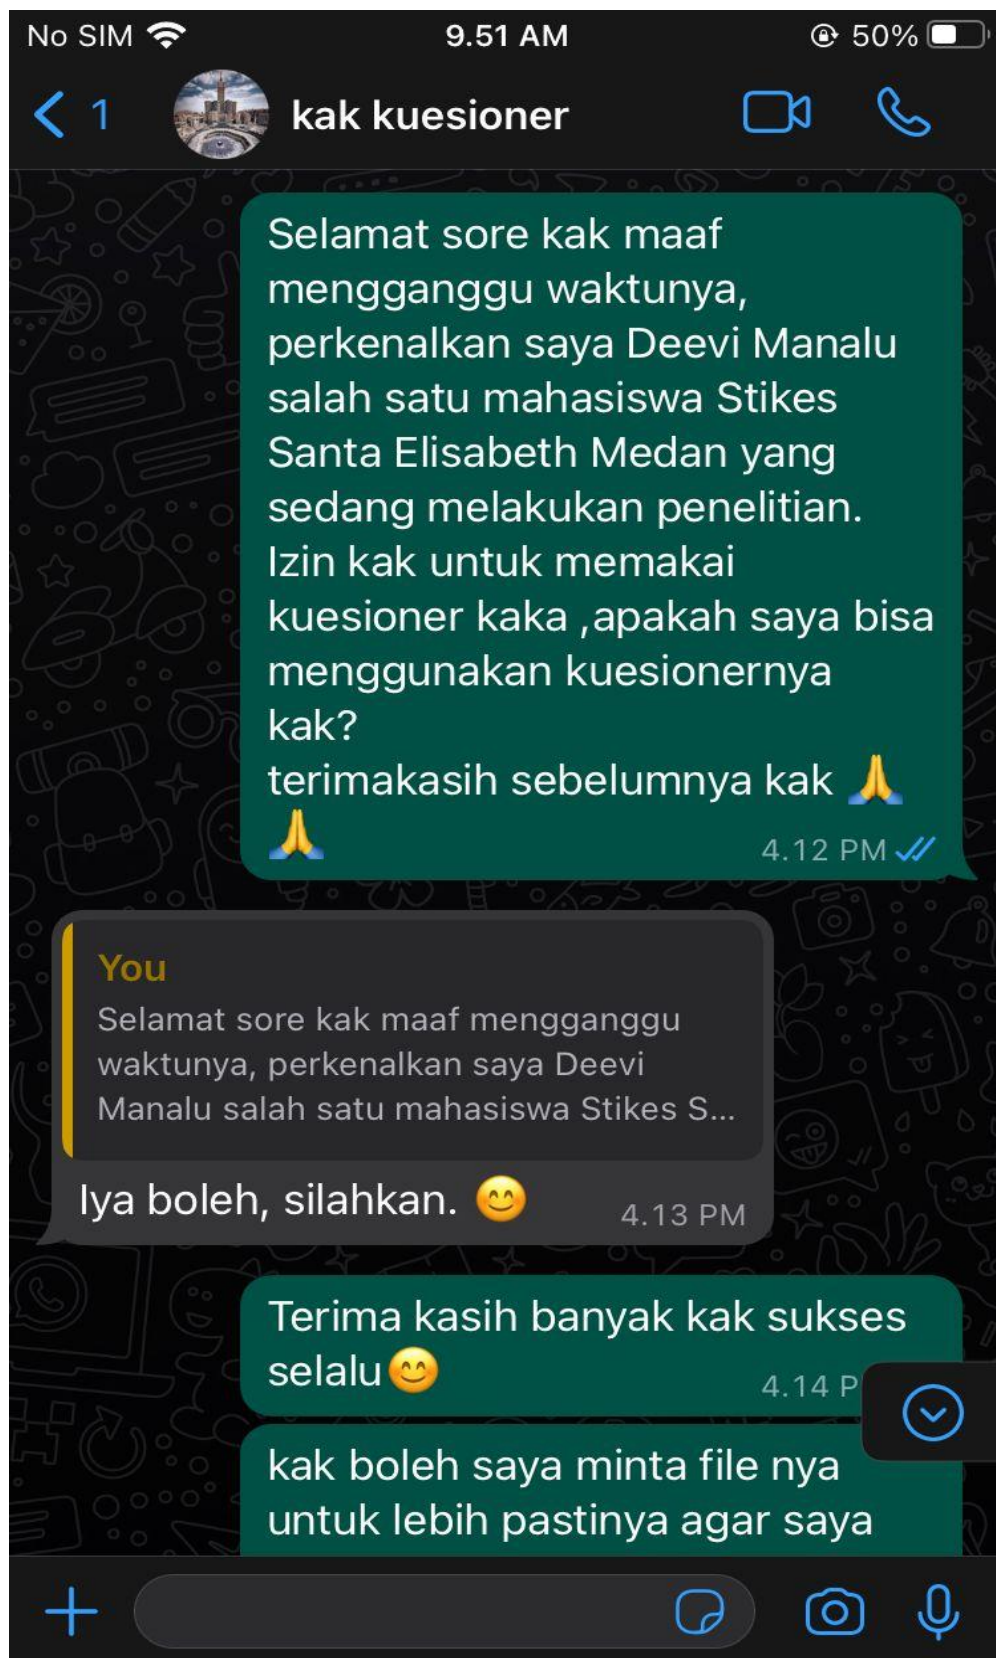 No SIM
9.51 AM
50%
1
kak kuesioner
Selamat sore kak maaf
mengganggu waktunya,
perkenalkan saya Deevi Manalu
salah satu mahasiswa Stikes
Santa Elisabeth Medan yang
sedang melakukan penelitian.
Izin kak untuk memakai
kuesioner kaka ,apakah saya bisa
menggunakan kuesionernya
kak?
terimakasih sebelumnya kak 🙏
🙏
4.12 PM
You
Selamat sore kak maaf mengganggu
waktunya, perkenalkan saya Deevi
Manalu salah satu mahasiswa Stikes S...
Iya boleh, silahkan. 😊
4.13 PM
Terima kasih banyak kak sukses
selalu😊
4.14 P
kak boleh saya minta file nya
untuk lebih pastinya agar saya